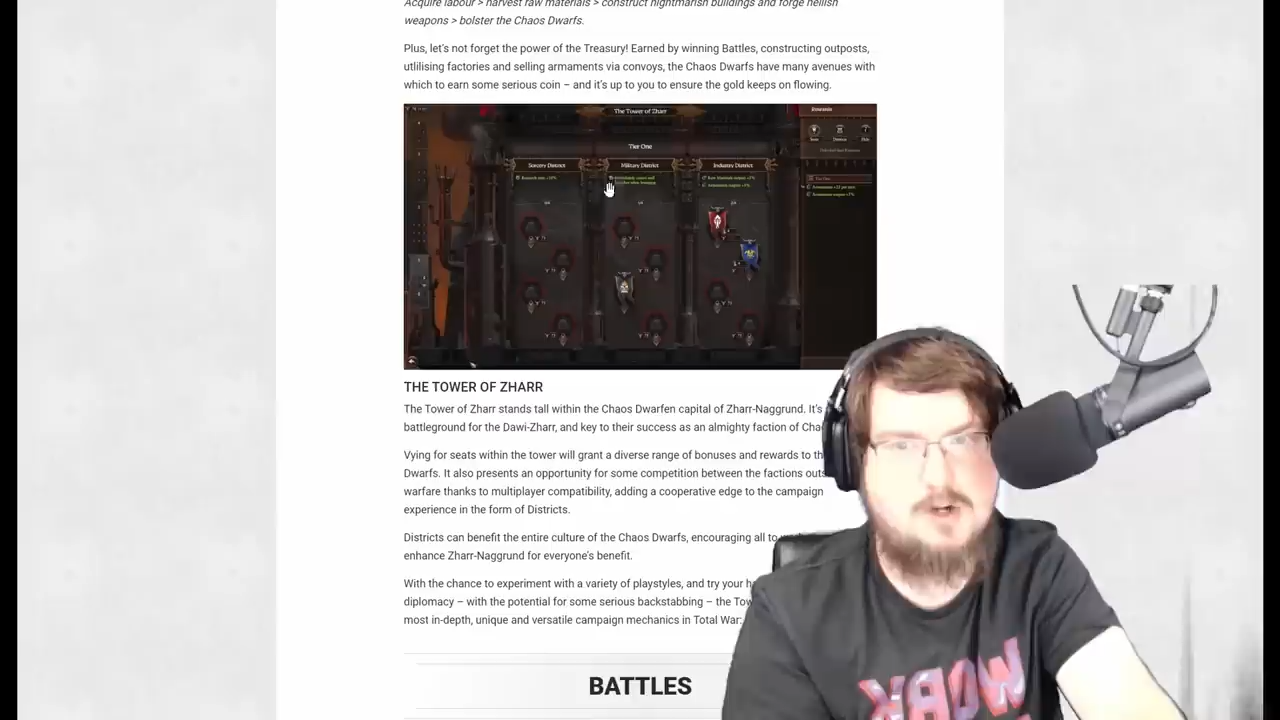 Acquire labour > harvest raw materials > construct nightmarish buildings and forge hellish
weapons > bolster the Chaos Dwarfs.
Plus, let's not forget the power of the Treasury! Earned by winning Battles, constructing outposts,
utlilising factories and selling armaments via convoys, the Chaos Dwarfs have many avenues with
which to earn some serious coin – and it's up to you to ensure the gold keeps on flowing.
The Tower of Zharr
Tier One
Sorcery District
Military District
Industry District
THE TOWER OF ZHARR
The Tower of Zharr stands tall within the Chaos Dwarfen capital of Zharr-Naggrund. It's
battleground for the Dawi-Zharr, and key to their success as an almighty faction of
Vying for seats within the tower will grant a diverse range of bonuses and rewards to
Dwarfs. It also presents an opportunity for some competition between the factions
warfare thanks to multiplayer compatibility, adding a cooperative edge to the campaign
experience in the form of Districts.
Districts can benefit the entire culture of the Chaos Dwarfs, encouraging all to
enhance Zharr-Naggrund for everyone's benefit.
With the chance to experiment with a variety of playstyles, and try your
diplomacy – with the potential for some serious backstabbing – the
most in-depth, unique and versatile campaign mechanics in Total War:
BATTLES
WORK